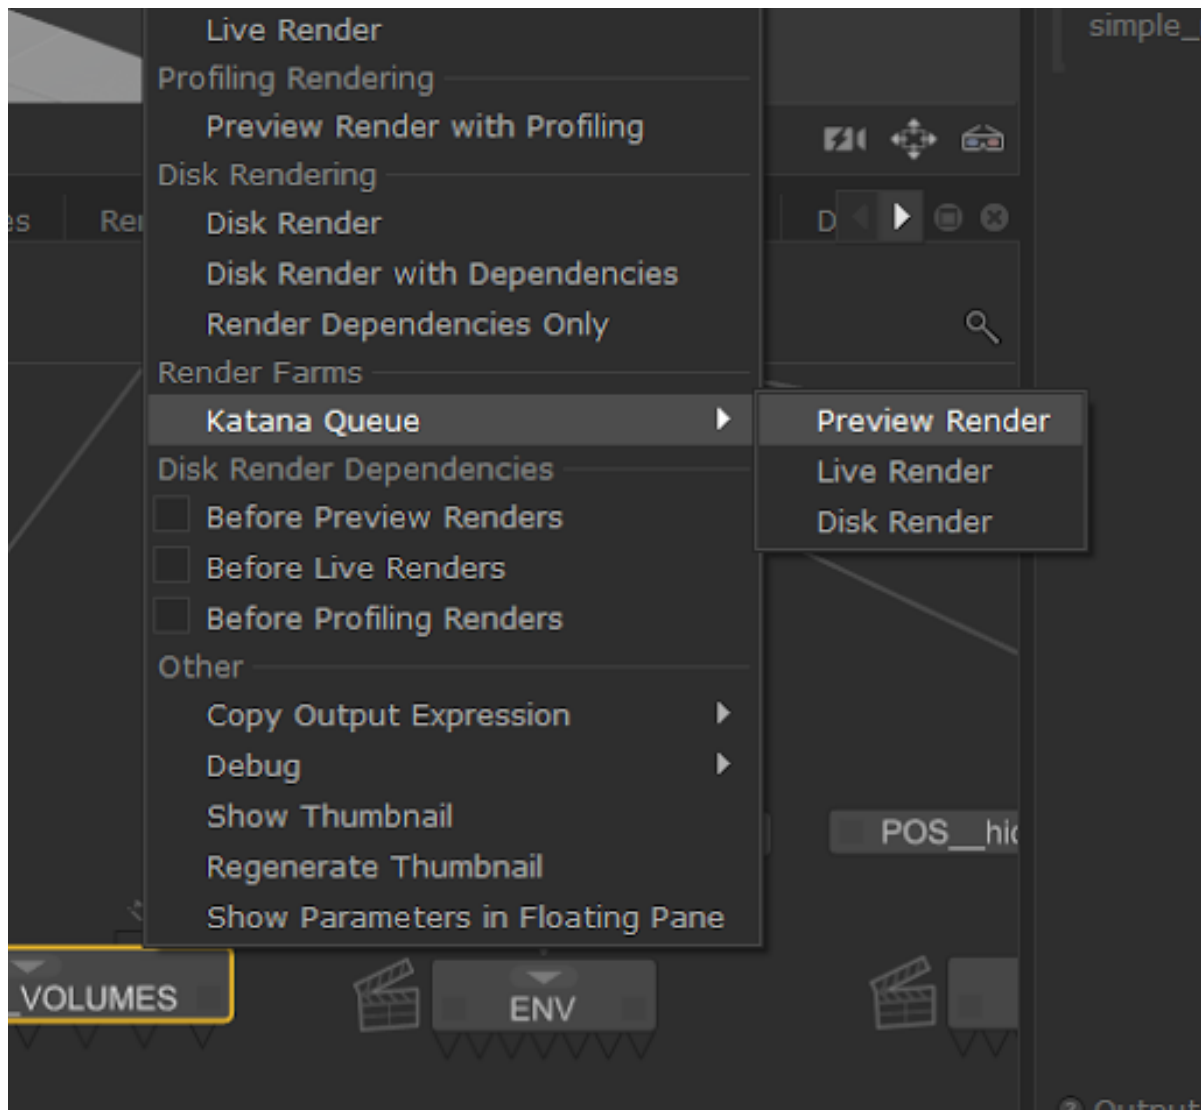 Live Render
simple_
Profiling Rendering
Preview Render with Profiling
Disk Rendering
Disk Render
D
Disk Render with Dependencies
Render Dependencies Only
Render Farms
Katana Queue
Preview Render
Disk Render Dependencies
Live Render
Before Preview Renders
Disk Render
Before Live Renders
Before Profiling Renders
Other
Copy Output Expression
Debug
Show Thumbnail
POS__hid
Regenerate Thumbnail
Show Parameters in Floating Pane
_VOLUMES
ENV
Output